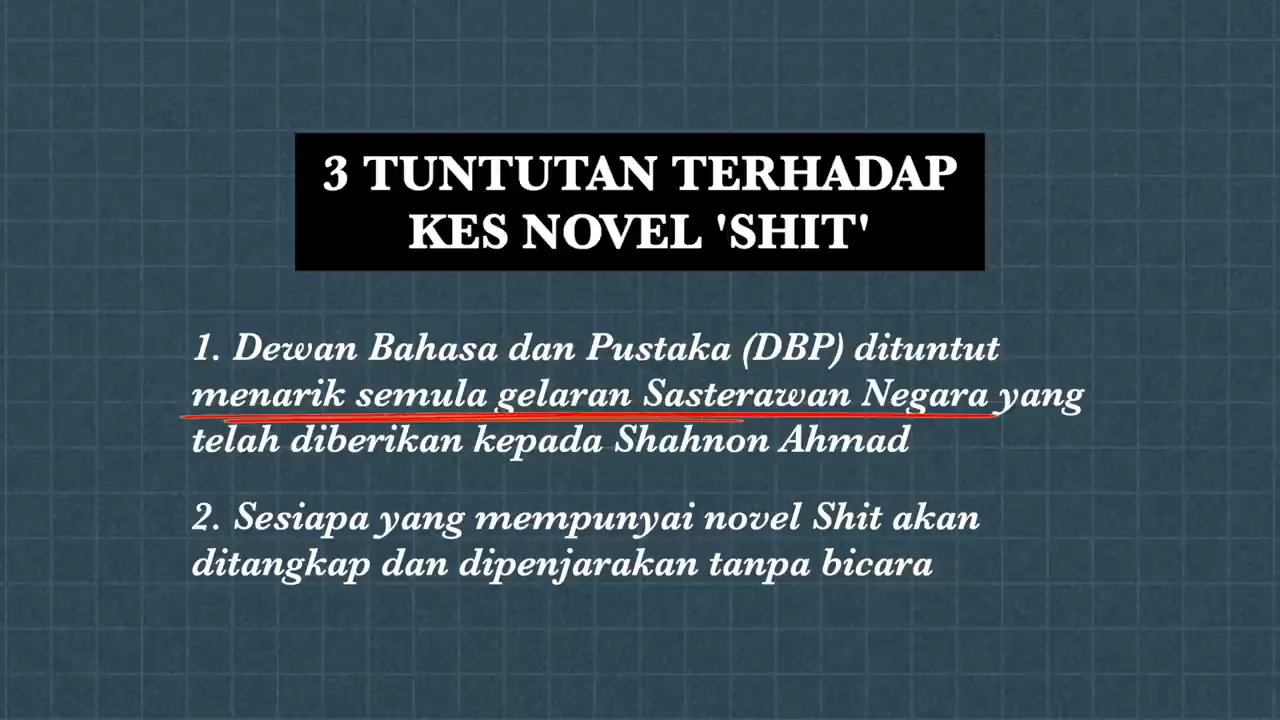 3 TUNTUTAN TERHADAP
KES NOVEL 'SHIT'
1. Dewan Bahasa dan Pustaka (DBP) dituntut
menarik semula gelaran Sasterawan Negara yang
telah diberikan kepada Shahnon Ahmad
2. Sesiapa yang mempunyai novel Shit akan
ditangkap dan dipenjarakan tanpa bicara